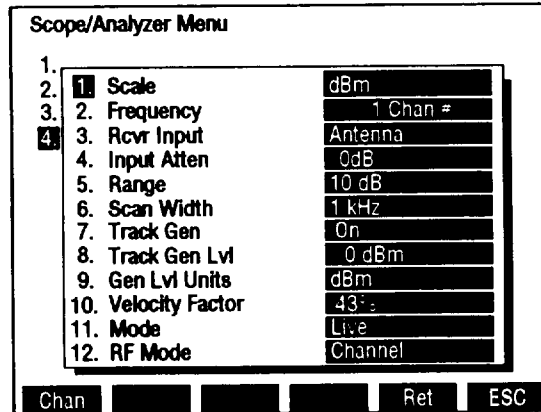 Scope/Analyzer Menu
1.
2.
3.
4.
1. Scale dBm
2. Frequency 1 Chan #
3. Rcvr Input Antenna
4. Input Atten 0dB
5. Range 10 dB
6. Scan Width 1 kHz
7. Track Gen On
8. Track Gen Lvl 0 dBm
9. Gen Lvl Units dBm
10. Velocity Factor 43%
11. Mode Live
12. RF Mode Channel
Chan Ret ESC